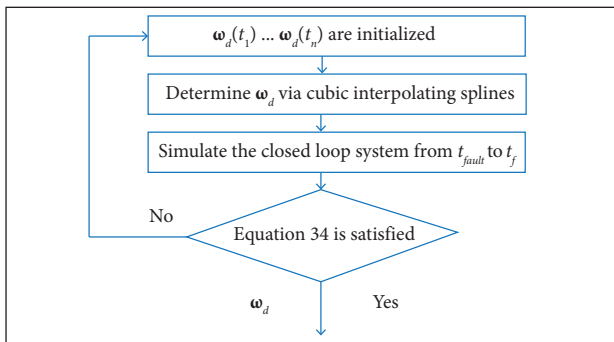 ω_d(t_1) ... ω_d(t_n) are initialized
Determine ω_d via cubic interpolating splines
Simulate the closed loop system from t_fault to t_f
No
Equation 34 is satisfied
ω_d Yes